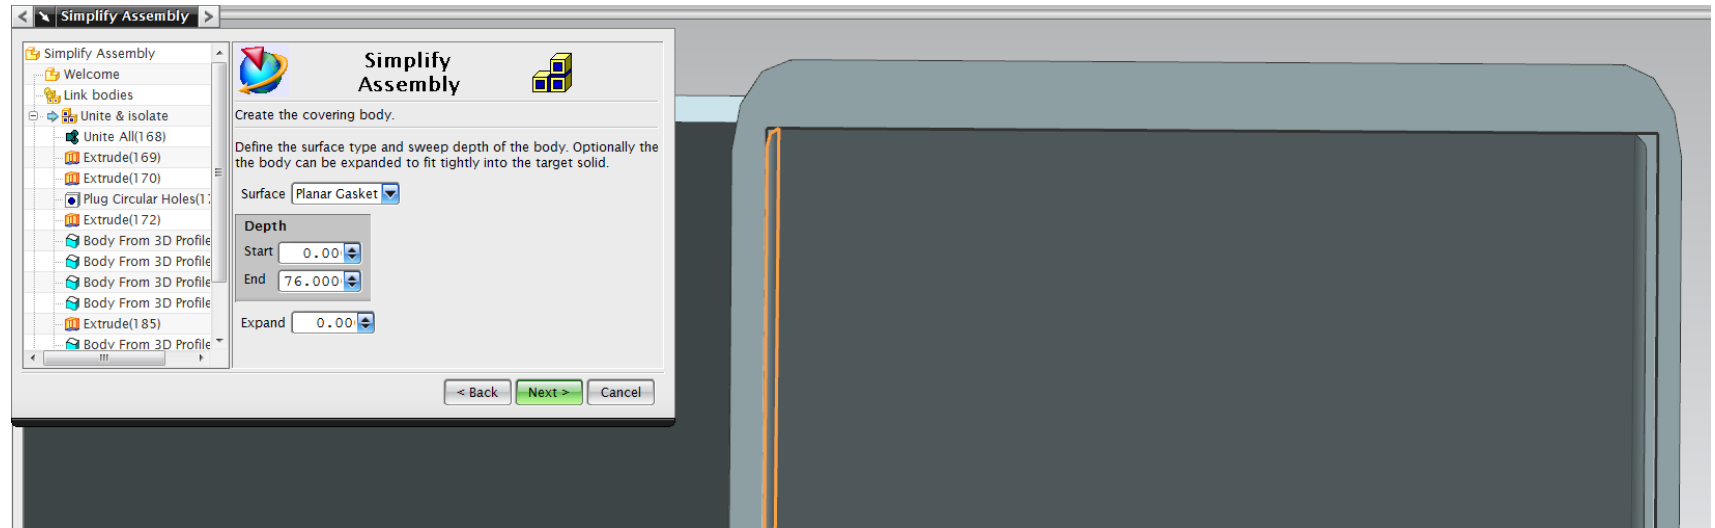 Simplify Assembly
Simplify Assembly
Welcome
Link bodies
Unite & isolate
Unite All(168)
Extrude(169)
Extrude(170)
Plug Circular Holes(17
Extrude(172)
Body From 3D Profile
Body From 3D Profile
Body From 3D Profile
Body From 3D Profile
Extrude(185)
Body From 3D Profile
Simplify
Assembly
Create the covering body.
Define the surface type and sweep depth of the body. Optionally the
the body can be expanded to fit tightly into the target solid.
Surface Planar Gasket
Depth
Start 0.00
End 76.000
Expand 0.00
< Back Next > Cancel